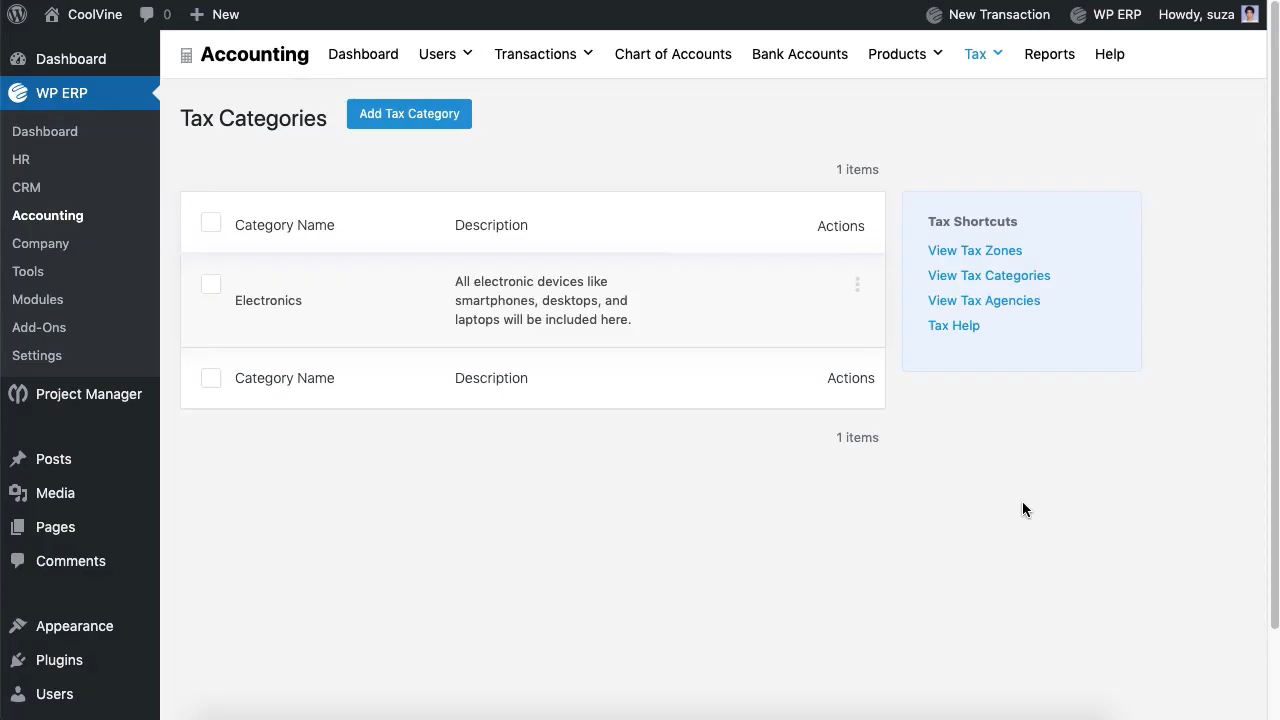 CoolVine 0 New New Transaction WP ERP Howdy, suza
Dashboard
WP ERP
Dashboard
HR
CRM
Accounting
Company
Tools
Modules
Add-Ons
Settings
Project Manager
Posts
Media
Pages
Comments
Appearance
Plugins
Users
Accounting Dashboard Users Transactions Chart of Accounts Bank Accounts Products Tax Reports Help
Tax Categories Add Tax Category
1 items
Category Name Description Actions
Electronics
All electronic devices like
smartphones, desktops, and
laptops will be included here.
Category Name Description Actions
1 items
Tax Shortcuts
View Tax Zones
View Tax Categories
View Tax Agencies
Tax Help